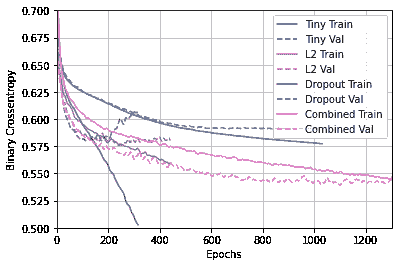 0.700
0.675
0.650
0.625
0.600
0.575
0.550
0.525
0.500
Binary Crossentropy
0
200
400
600
800
1000
1200
Epochs
Tiny Train
Tiny Val
L2 Train
L2 Val
Dropout Train
Dropout Val
Combined Train
Combined Val